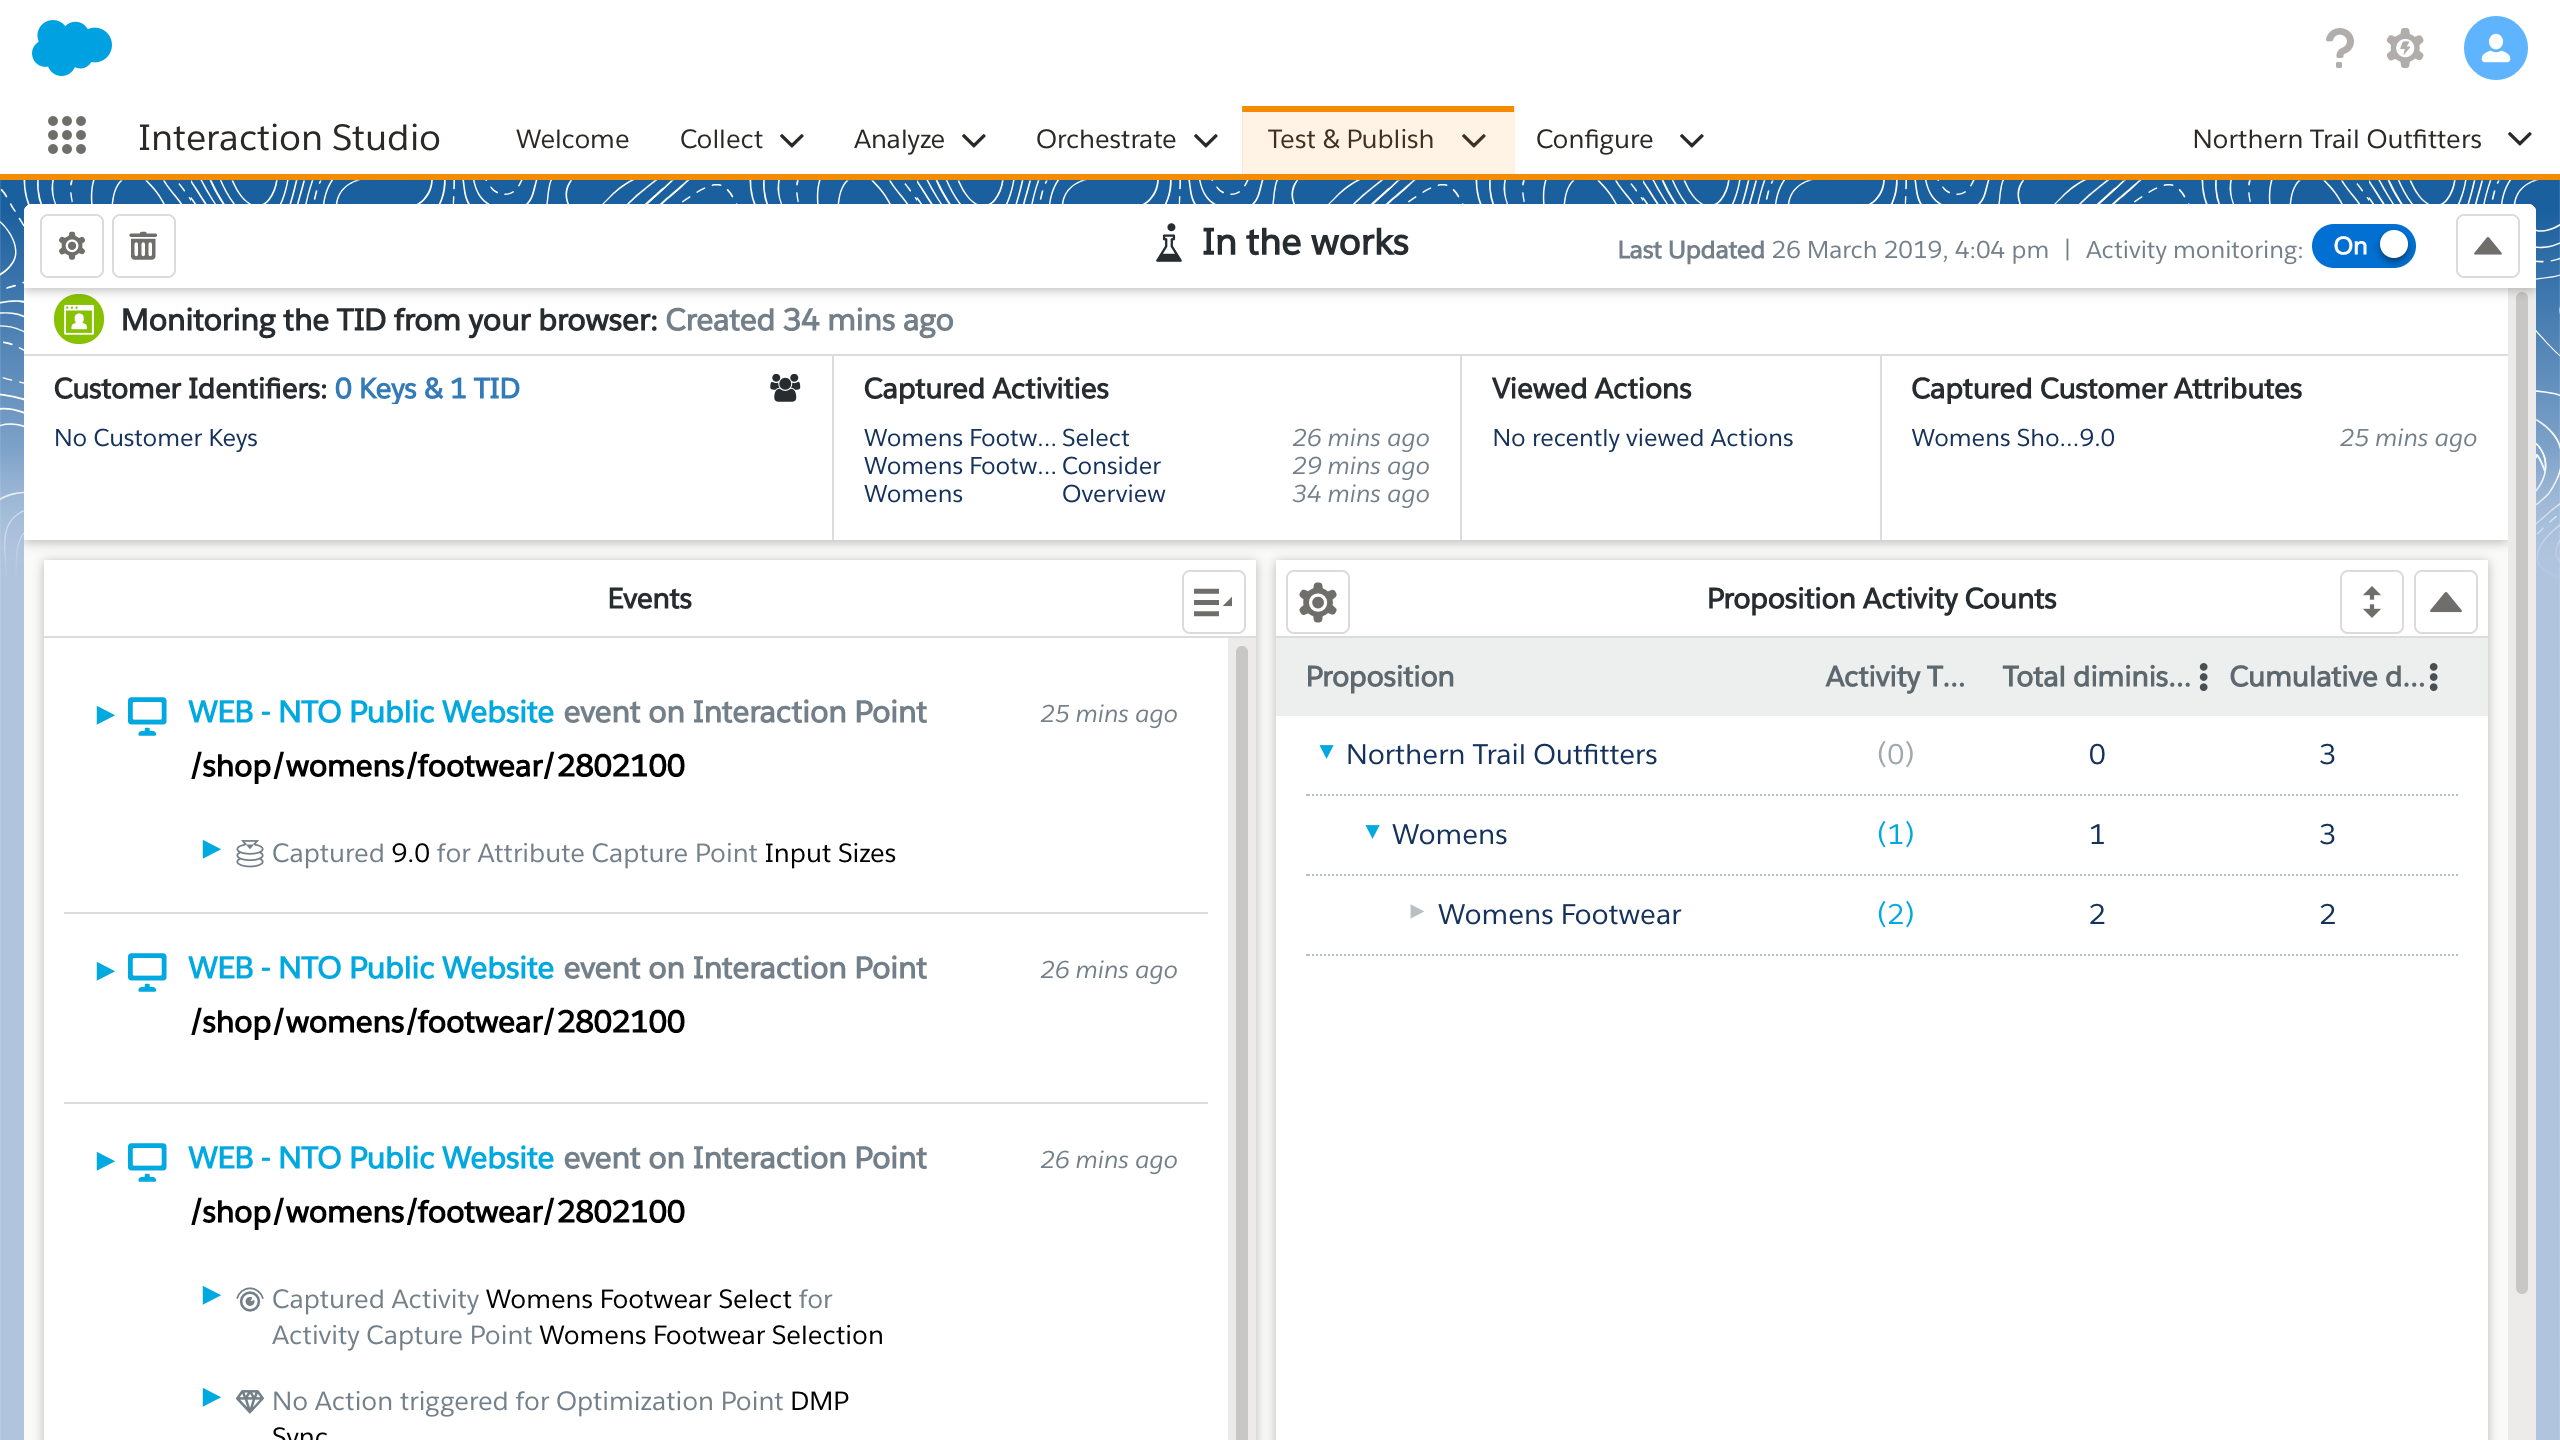 Interaction Studio
Welcome
Collect
Analyze
Orchestrate
Test & Publish
Configure
Northern Trail Outfitters
In the works
Last Updated 26 March 2019, 4:04 pm | Activity monitoring: On
Monitoring the TID from your browser: Created 34 mins ago
Customer Identifiers: 0 Keys & 1 TID
No Customer Keys
Captured Activities
Womens Footw... Select 26 mins ago
Womens Footw... Consider 29 mins ago
Womens Overview 34 mins ago
Viewed Actions
No recently viewed Actions
Captured Customer Attributes
Womens Sho...9.0 25 mins ago
Events
WEB - NTO Public Website event on Interaction Point 25 mins ago
/shop/womens/footwear/2802100
Captured 9.0 for Attribute Capture Point Input Sizes
WEB - NTO Public Website event on Interaction Point 26 mins ago
/shop/womens/footwear/2802100
WEB - NTO Public Website event on Interaction Point 26 mins ago
/shop/womens/footwear/2802100
Captured Activity Womens Footwear Select for
Activity Capture Point Womens Footwear Selection
No Action triggered for Optimization Point DMP
Sync
Proposition Activity Counts
Proposition Activity T... Total diminis... Cumulative d...
Northern Trail Outfitters (0) 0 3
Womens (1) 1 3
Womens Footwear (2) 2 2